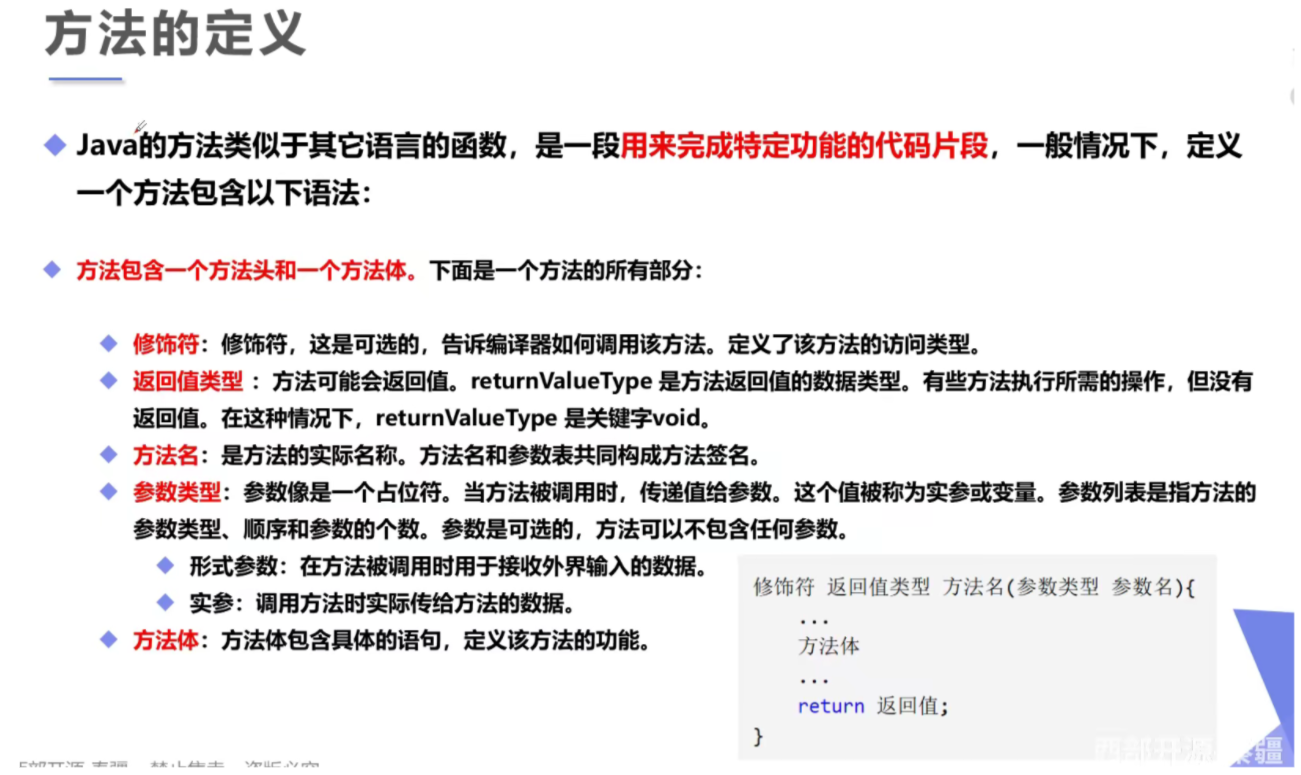 方法的定义
Java的方法类似于其它语言的函数，是一段用来完成特定功能的代码片段，一般情况下，定义
一个方法包含以下语法：
方法包含一个方法头和一个方法体。下面是一个方法的所有部分：
修饰符：修饰符，这是可选的，告诉编译器如何调用该方法。定义了该方法的访问类型。
返回值类型 ：方法可能会返回值。returnValueType 是方法返回值的数据类型。有些方法执行所需的操作，但没有
返回值。在这种情况下，returnValueType 是关键字void。
方法名：是方法的实际名称。方法名和参数表共同构成方法签名。
参数类型：参数像是一个占位符。当方法被调用时，传递值给参数。这个值被称为实参或变量。参数列表是指方法的
参数类型、顺序和参数的个数。参数是可选的，方法可以不包含任何参数。
形式参数：在方法被调用时用于接收外界输入的数据。
实参：调用方法时实际传给方法的数据。
方法体：方法体包含具体的语句，定义该方法的功能。
修饰符 返回值类型 方法名(参数类型 参数名){
...
方法体
...
return 返回值;
}
西部开源 秦疆